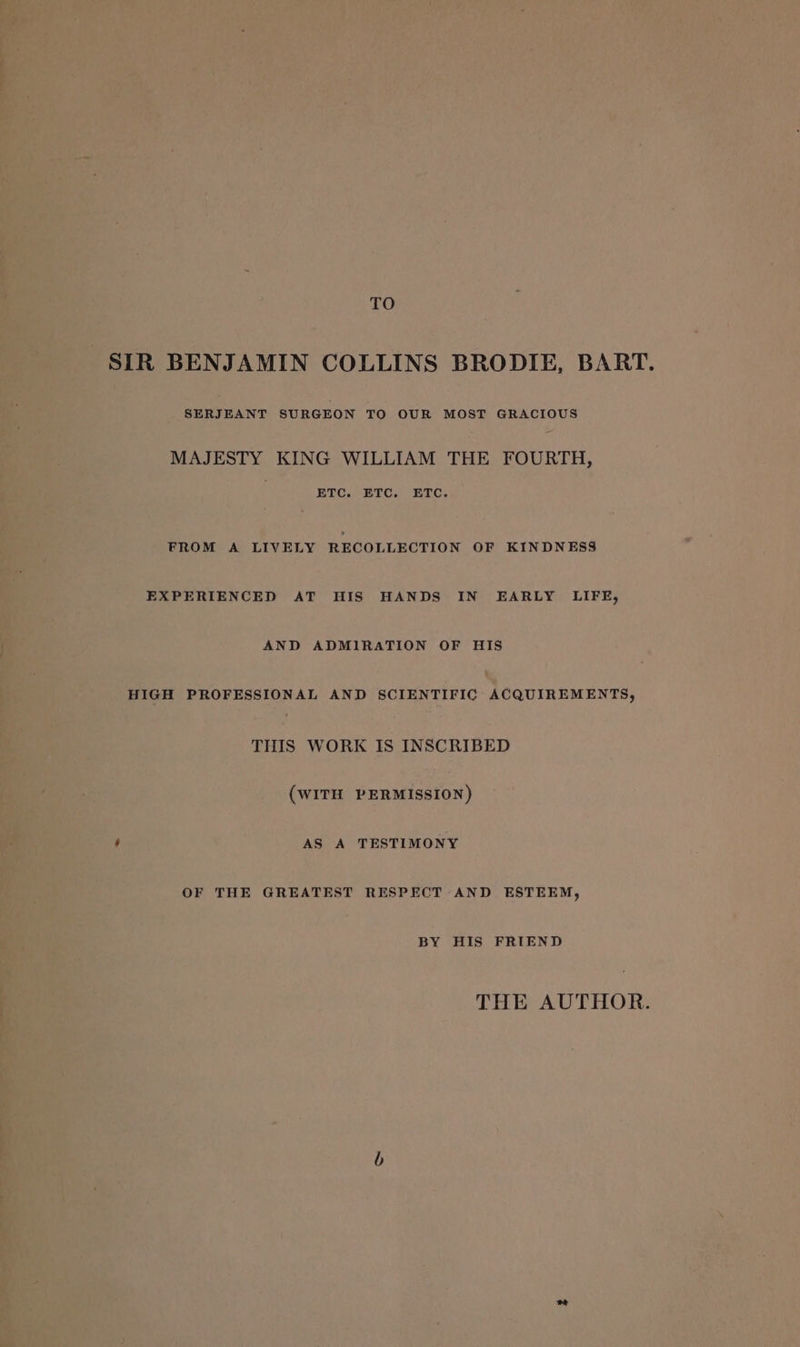 TO
SIR BENJAMIN COLLINS BRODIE, BART.
SERJEANT SURGEON TO OUR MOST GRACIOUS
MAJESTY KING WILLIAM THE FOURTH,
ETC. ETC. ETC.
FROM A LIVELY RECOLLECTION OF KINDNESS
EXPERIENCED AT HIS HANDS IN EARLY LIFE,
AND ADMIRATION OF HIS
HIGH PROFESSIONAL AND SCIENTIFIC ACQUIREMENTS,
THIS WORK IS INSCRIBED
(WITH PERMISSION)
AS A TESTIMONY
OF THE GREATEST RESPECT AND ESTEEM,
BY HIS FRIEND
THE AUTHOR.
b